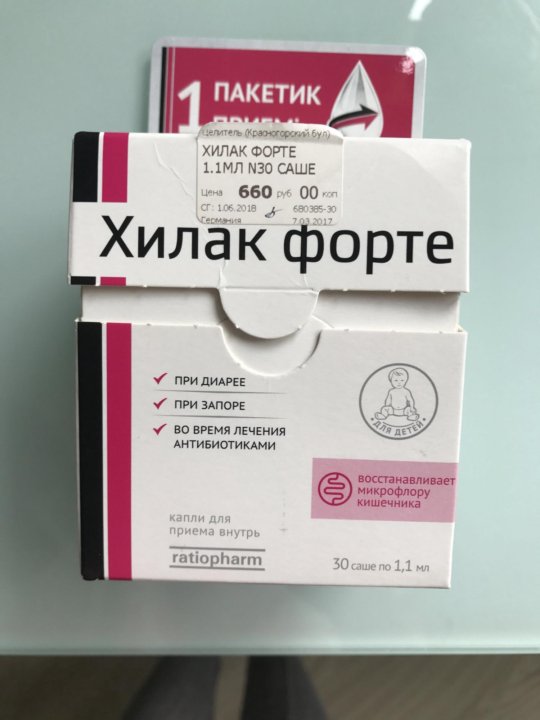 1 ПАКЕТИК
ПРИЕМ
Целитель (Красногорский бул)
ХИЛАК ФОРТЕ
1.1МЛ N30 САШЕ
Цена 660 руб 00 коп
СГ: 1.06.2018 680385-30
Германия 7.03.2017
Хилак форте
ПРИ ДИАРЕЕ
ПРИ ЗАПОРЕ
ВО ВРЕМЯ ЛЕЧЕНИЯ
АНТИБИОТИКАМИ
ДЛЯ ДЕТЕЙ
восстанавливает
микрофлору
кишечника
капли для
приема внутрь
ratiopharm
30 саше по 1,1 мл